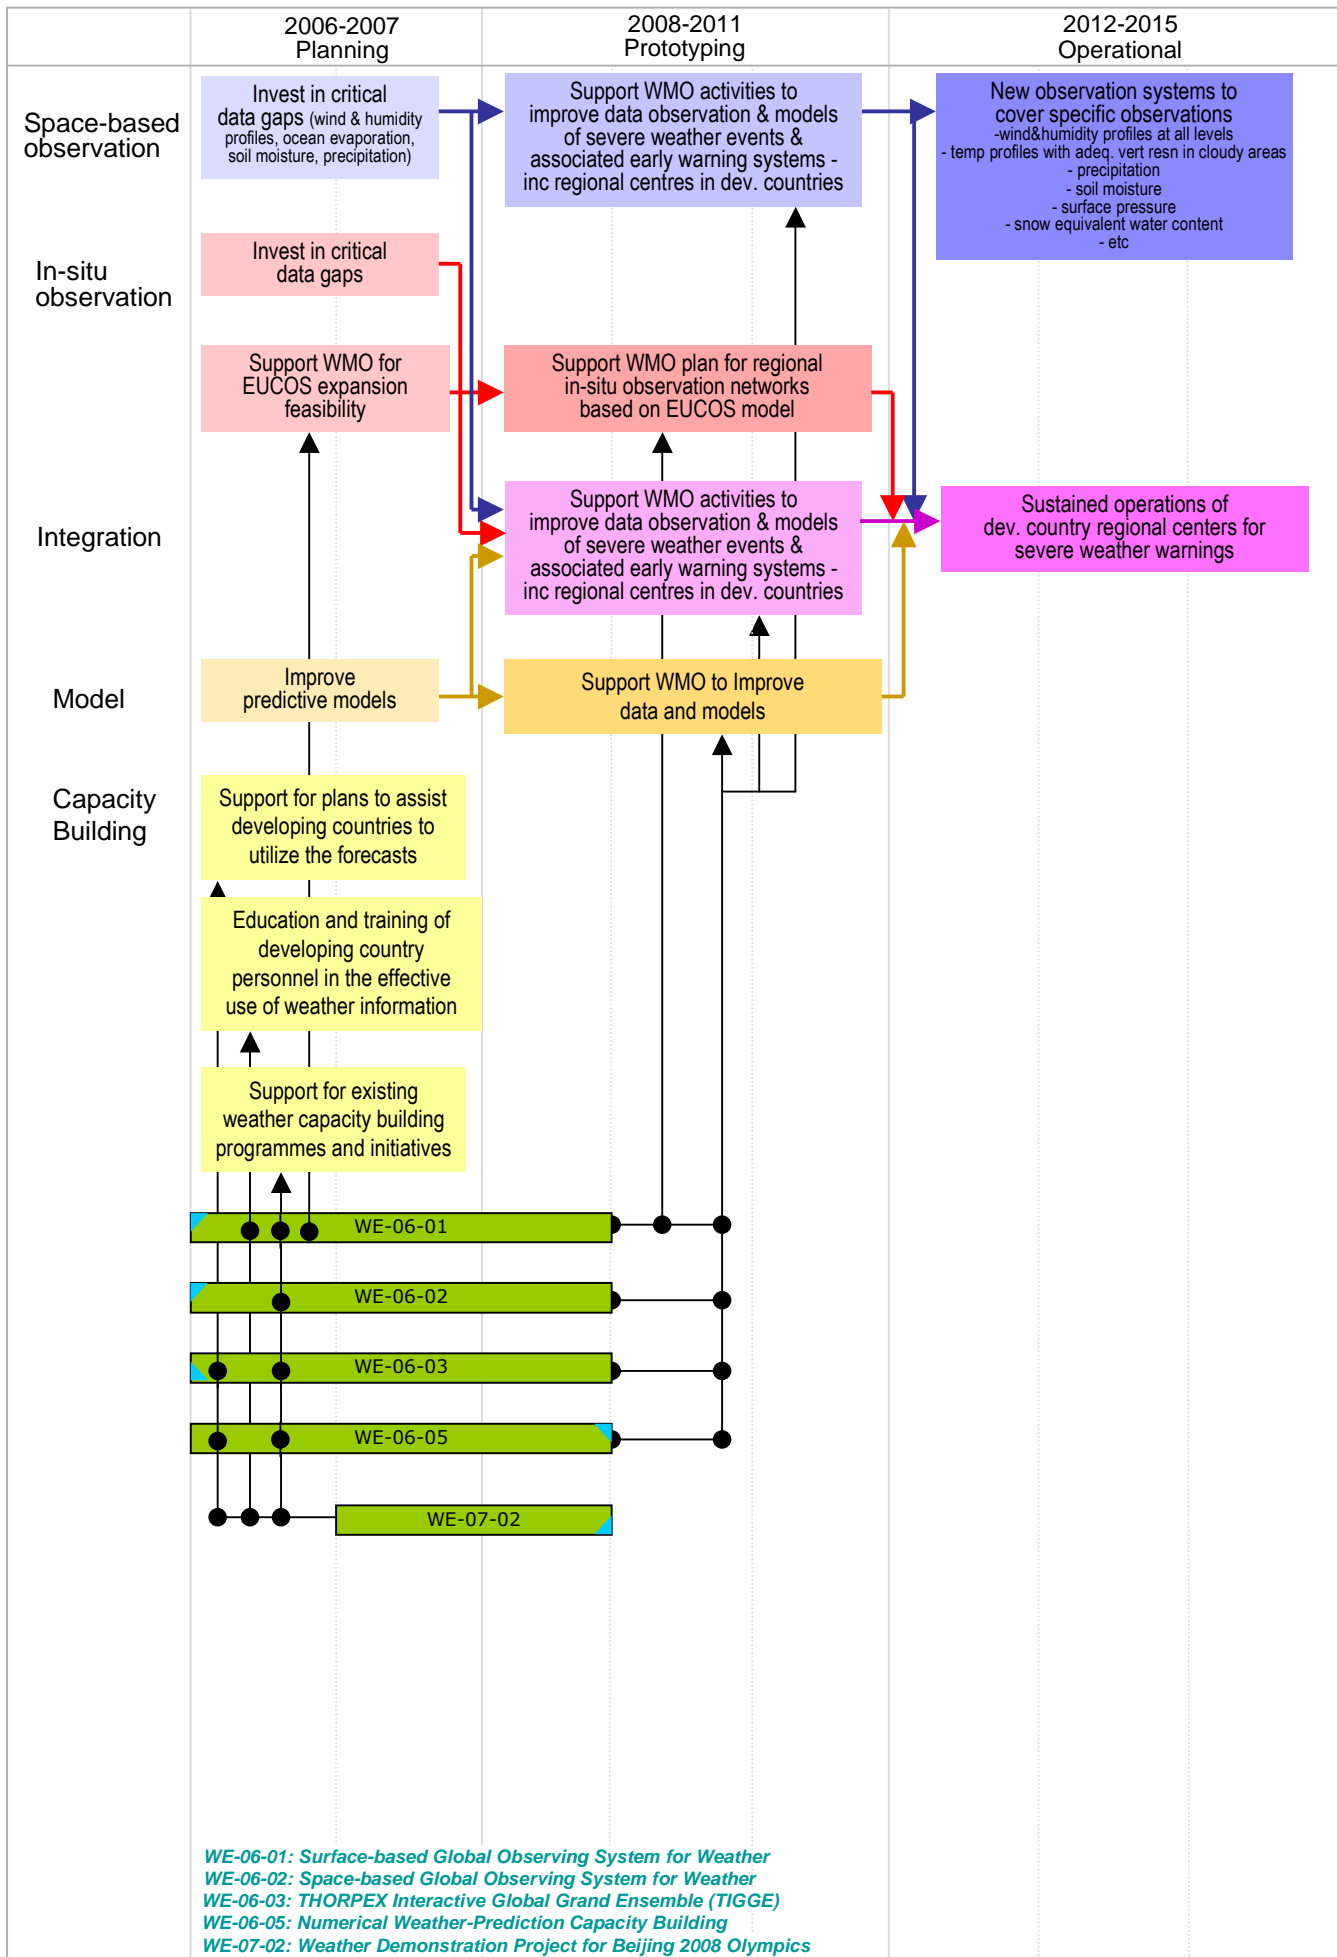 2006-2007
Planning
2008-2011
Prototyping
2012-2015
Operational
Space-based
observation
Invest in critical
data gaps (wind & humidity
profiles, ocean evaporation,
soil moisture, precipitation)
Support WMO activities to
improve data observation & models
of severe weather events &
associated early warning systems -
inc regional centres in dev. countries
New observation systems to
cover specific observations
-wind&humidity profiles at all levels
- temp profiles with adeq. vert resn in cloudy areas
- precipitation
- soil moisture
- surface pressure
- snow equivalent water content
- etc
In-situ
observation
Invest in critical
data gaps
Support WMO for
EUCOS expansion
feasibility
Support WMO plan for regional
in-situ observation networks
based on EUCOS model
Integration
Support WMO activities to
improve data observation & models
of severe weather events &
associated early warning systems -
inc regional centres in dev. countries
Sustained operations of
dev. country regional centers for
severe weather warnings
Model
Improve
predictive models
Support WMO to Improve
data and models
Capacity
Building
Support for plans to assist
developing countries to
utilize the forecasts
Education and training of
developing country
personnel in the effective
use of weather information
Support for existing
weather capacity building
programmes and initiatives
WE-06-01
WE-06-02
WE-06-03
WE-06-05
WE-07-02
WE-06-01: Surface-based Global Observing System for Weather
WE-06-02: Space-based Global Observing System for Weather
WE-06-03: THORPEX Interactive Global Grand Ensemble (TIGGE)
WE-06-05: Numerical Weather-Prediction Capacity Building
WE-07-02: Weather Demonstration Project for Beijing 2008 Olympics